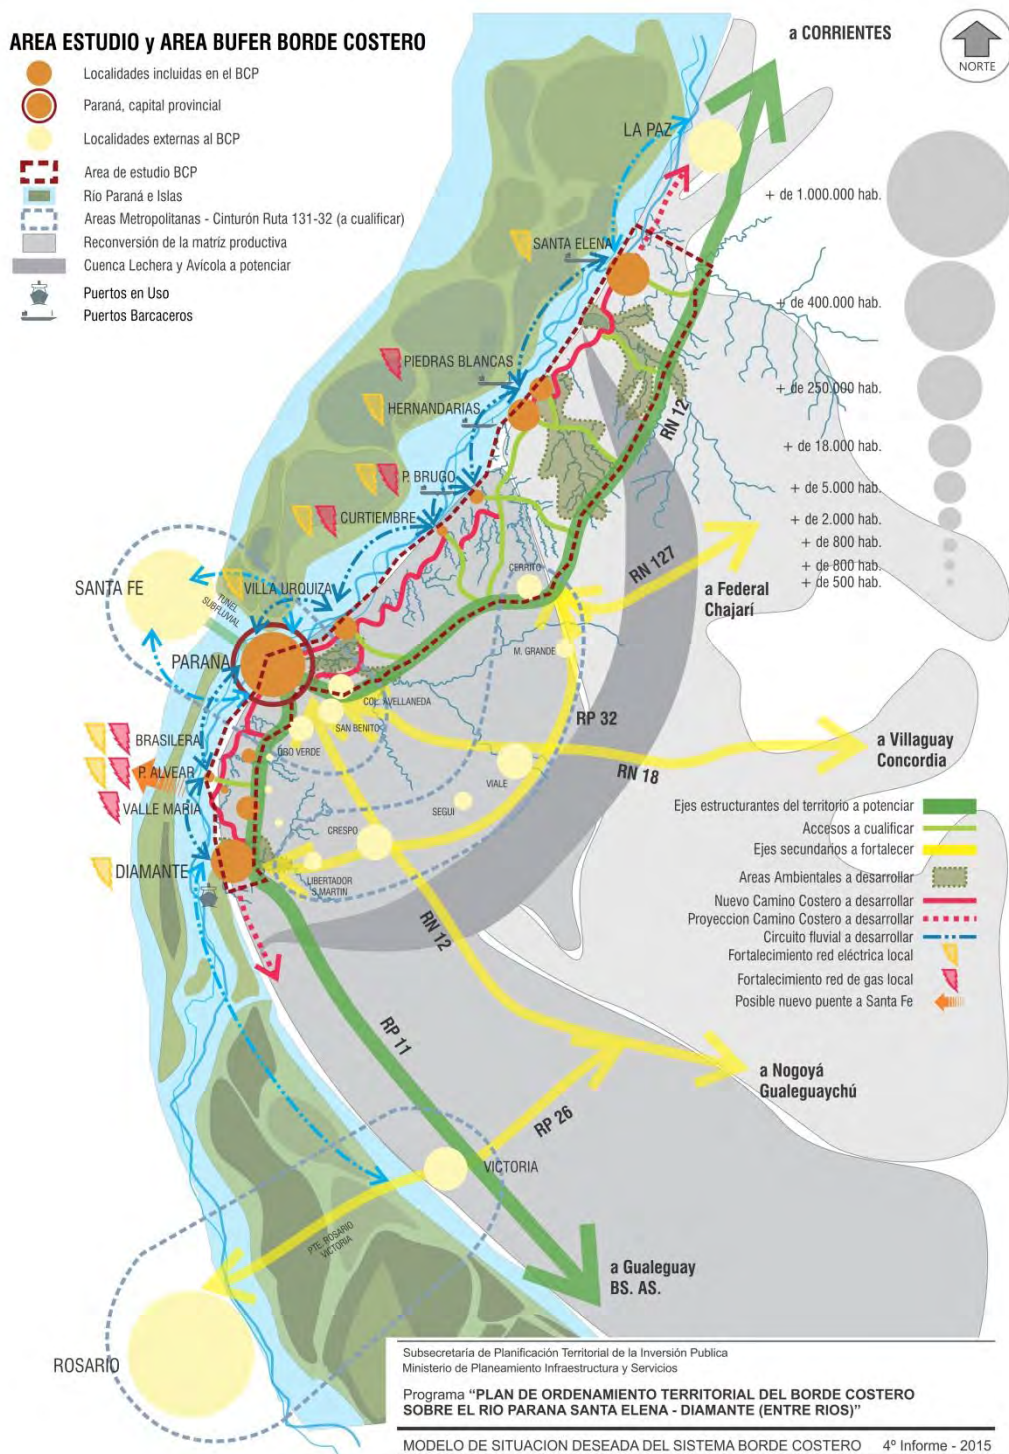 AREA ESTUDIO y AREA BUFER BORDE COSTERO
Localidades incluidas en el BCP
Paraná, capital provincial
Localidades externas al BCP
Area de estudio BCP
Río Paraná e Islas
Areas Metropolitanas - Cinturón Ruta 131-32 (a cualificar)
Reconversión de la matríz productiva
Cuenca Lechera y Avícola a potenciar
Puertos en Uso
Puertos Barcaceros
a CORRIENTES
NORTE
LA PAZ
+ de 1.000.000 hab.
SANTA ELENA
+ de 400.000 hab.
PIEDRAS BLANCAS
+ de 250.000 hab.
HERNANDARIAS
RN 12
+ de 18.000 hab.
P. BRUGO
+ de 5.000 hab.
CURTIEMBRE
+ de 2.000 hab.
+ de 800 hab.
+ de 800 hab.
+ de 500 hab.
CERRITO
RN 127
a Federal
Chajarí
SANTA FE
VILLA URQUIZA
TUNEL
SUBFLUVIAL
PARANA
M. GRANDE
COL. AVELLANEDA
RP 32
SAN BENITO
BRASILERA
ORO VERDE
a Villaguay
Concordia
P. ALVEAR
RN 18
VIALE
VALLE MARIA
SEGUI
CRESPO
DIAMANTE
LIBERTADOR
S.MARTIN
Ejes estructurantes del territorio a potenciar
Accesos a cualificar
Ejes secundarios a fortalecer
Areas Ambientales a desarrollar
Nuevo Camino Costero a desarrollar
Proyeccion Camino Costero a desarrollar
Circuito fluvial a desarrollar
Fortalecimiento red eléctrica local
Fortalecimiento red de gas local
Posible nuevo puente a Santa Fe
RN 12
RP 11
a Nogoyá
Gualeguaychú
RP 26
VICTORIA
PTE. ROSARIO
VICTORIA
a Gualeguay
BS. AS.
ROSARIO
Subsecretaría de Planificación Territorial de la Inversión Publica
Ministerio de Planeamiento Infraestructura y Servicios
Programa “PLAN DE ORDENAMIENTO TERRITORIAL DEL BORDE COSTERO
SOBRE EL RIO PARANA SANTA ELENA - DIAMANTE (ENTRE RIOS)”
MODELO DE SITUACION DESEADA DEL SISTEMA BORDE COSTERO 4º Informe - 2015